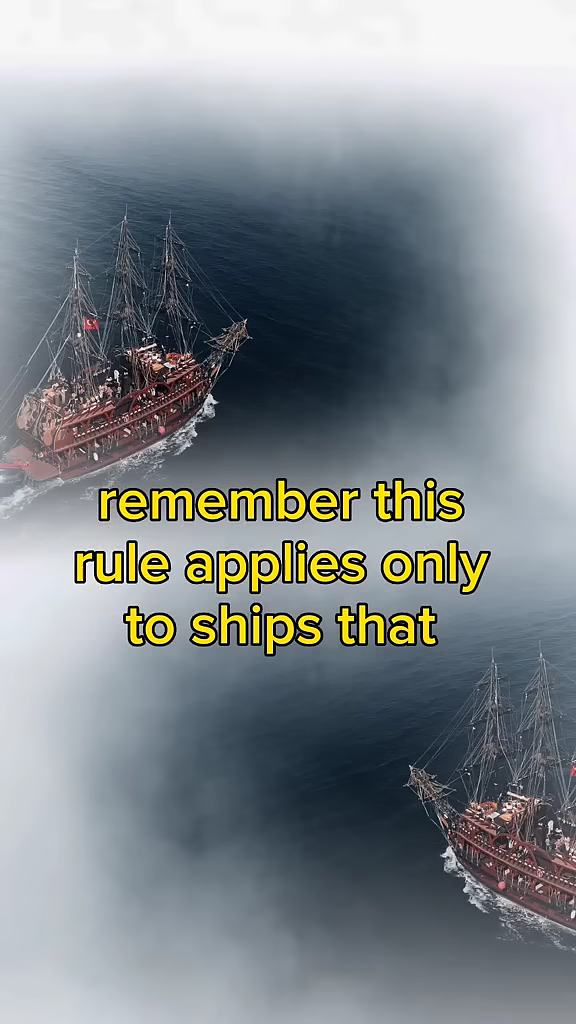 remember this
rule applies only
to ships that